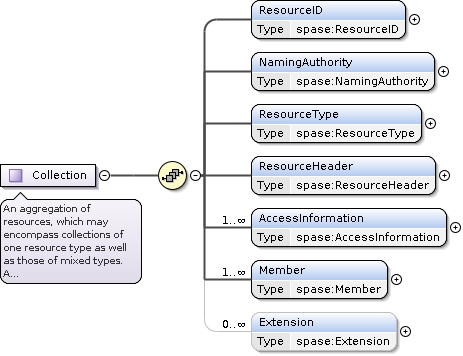 ResourceID
Type spase:ResourceID
NamingAuthority
Type spase:NamingAuthority
ResourceType
Type spase:ResourceType
Collection
ResourceHeader
Type spase:ResourceHeader
An aggregation of
resources, which may
encompass collections of
one resource type as well
as those of mixed types.
A...
1..∞
AccessInformation
Type spase:AccessInformation
1..∞
Member
Type spase:Member
0..∞
Extension
Type spase:Extension